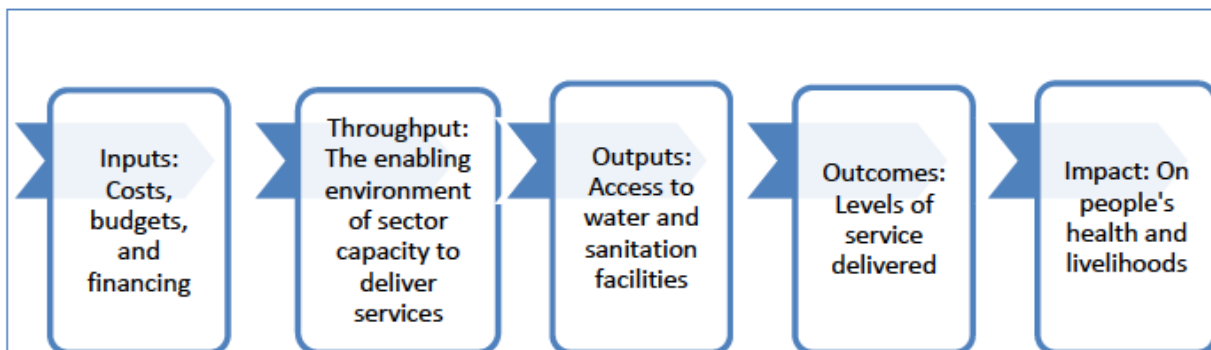 Inputs:
Costs,
budgets,
and
financing
Throughput:
The enabling
environment
of sector
capacity to
deliver
services
Outputs:
Access to
water and
sanitation
facilities
Outcomes:
Levels of
service
delivered
Impact: On
people's
health and
livelihoods